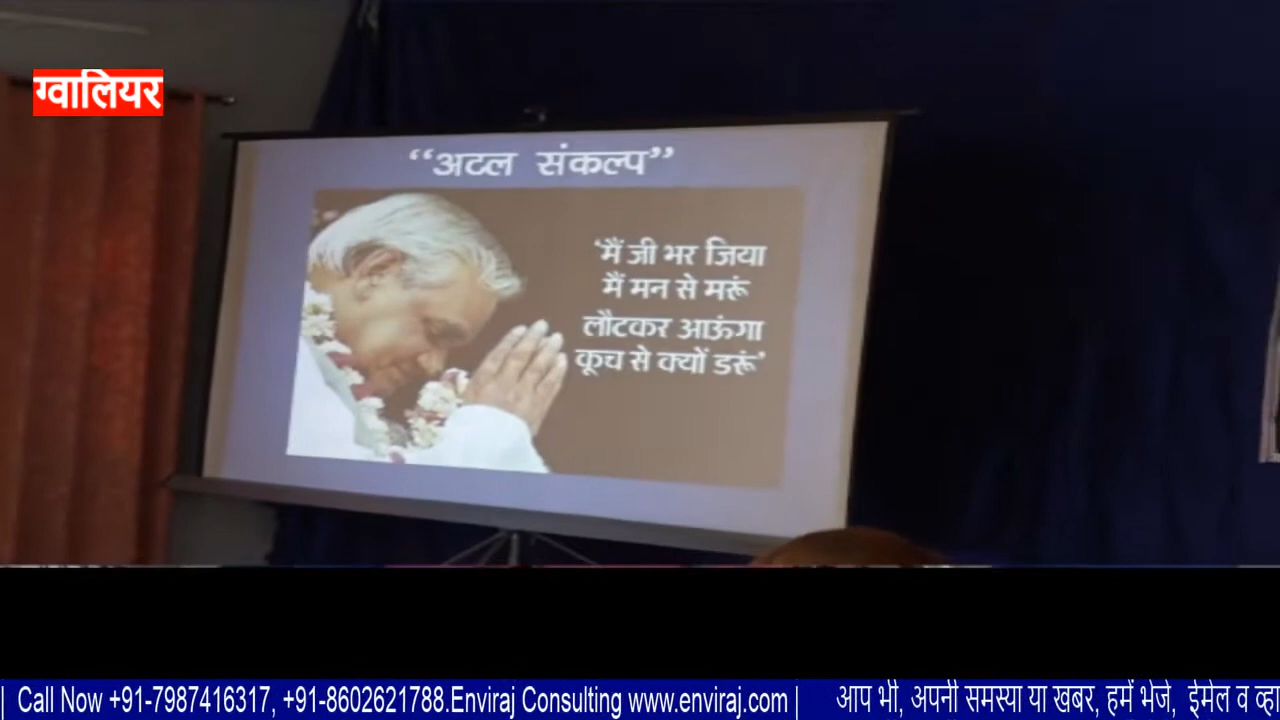 ग्वालियर
“अटल संकल्प”
‘मैं जी भर जिया
मैं मन से मरूं
लौटकर आऊंगा
कूच से क्यों डरूं’
| Call Now +91-7987416317, +91-8602621788.Enviraj Consulting www.enviraj.com | आप भी, अपनी समस्या या खबर, हमें भेजे, ईमेल व